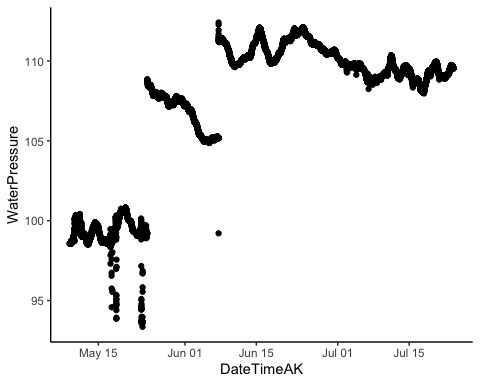 110
105
100
95
WaterPressure
May 15
Jun 01
Jun 15
Jul 01
Jul 15
DateTimeAK